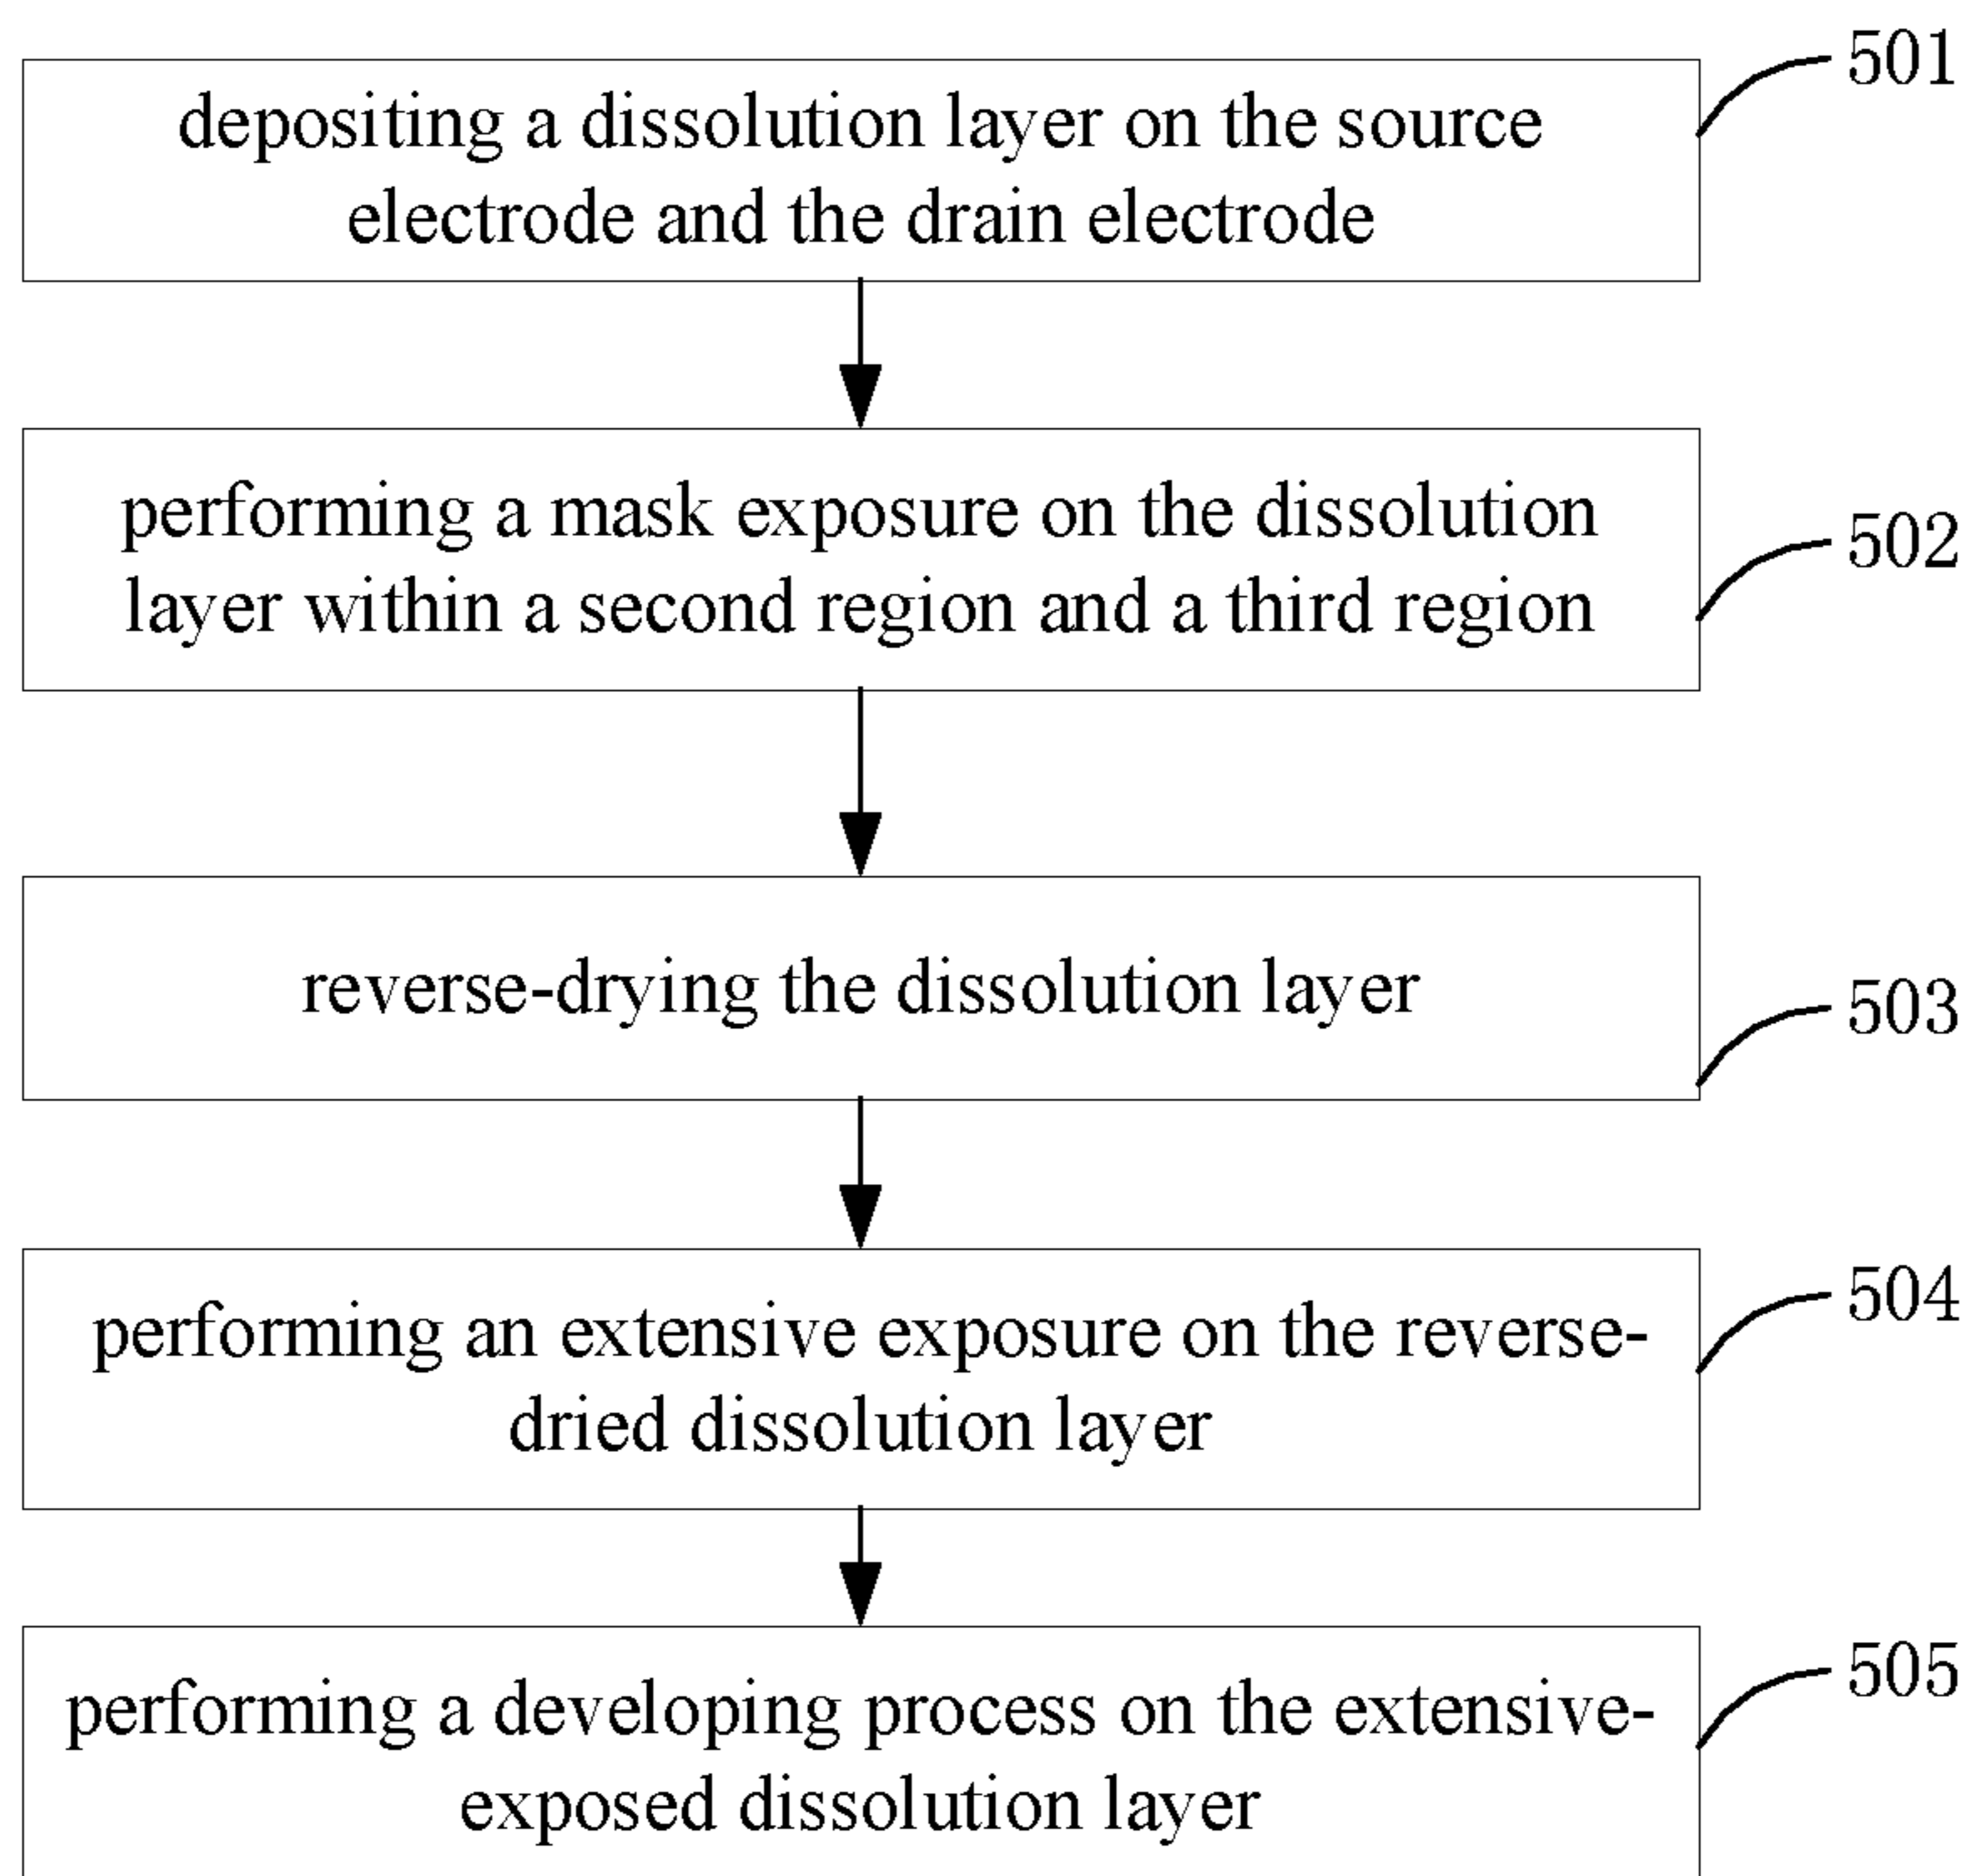 501
depositing a dissolution layer on the source
electrode and the drain electrode
performing a mask exposure on the dissolution
layer within a second region and a third region
502
reverse-drying the dissolution layer
503
performing an extensive exposure on the reverse-
dried dissolution layer
504
performing a developing process on the extensive-
exposed dissolution layer
505